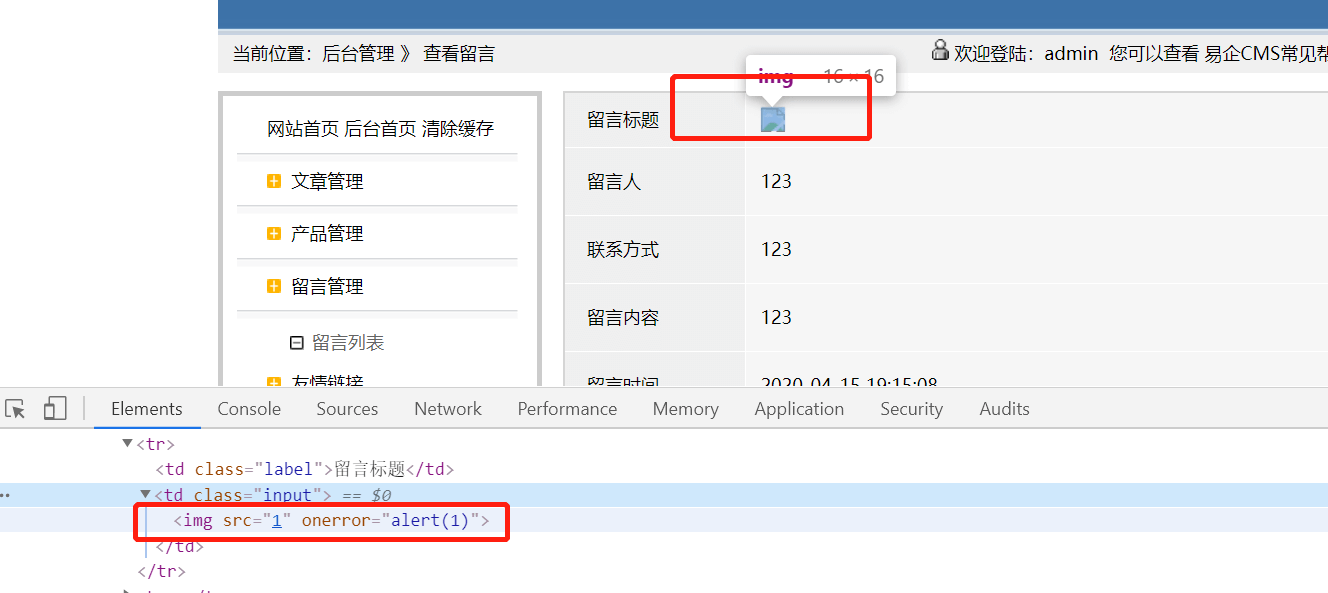 当前位置：后台管理 》 查看留言
欢迎登陆：admin 您可以查看 易企CMS常见帮
img 16 × 16
网站首页 后台首页 清除缓存
文章管理
产品管理
留言管理
留言列表
友情链接
留言标题
留言人 123
联系方式 123
留言内容 123
留言时间 2020-04-15 19:15:08
Elements Console Sources Network Performance Memory Application Security Audits
▼<tr>
<td class="label">留言标题</td>
▼<td class="input"> == $0
<img src="1" onerror="alert(1)">
</td>
</tr>